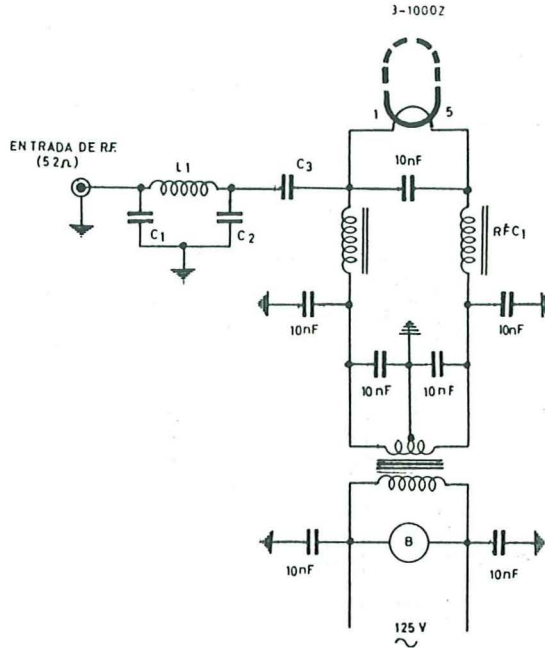 3-1000Z
1 5
ENTRADA DE R.F.
(52Ω)
L1
C3
10nF
C1
C2
RFC1
10nF
10nF
10nF
10nF
B
10nF
10nF
125 V